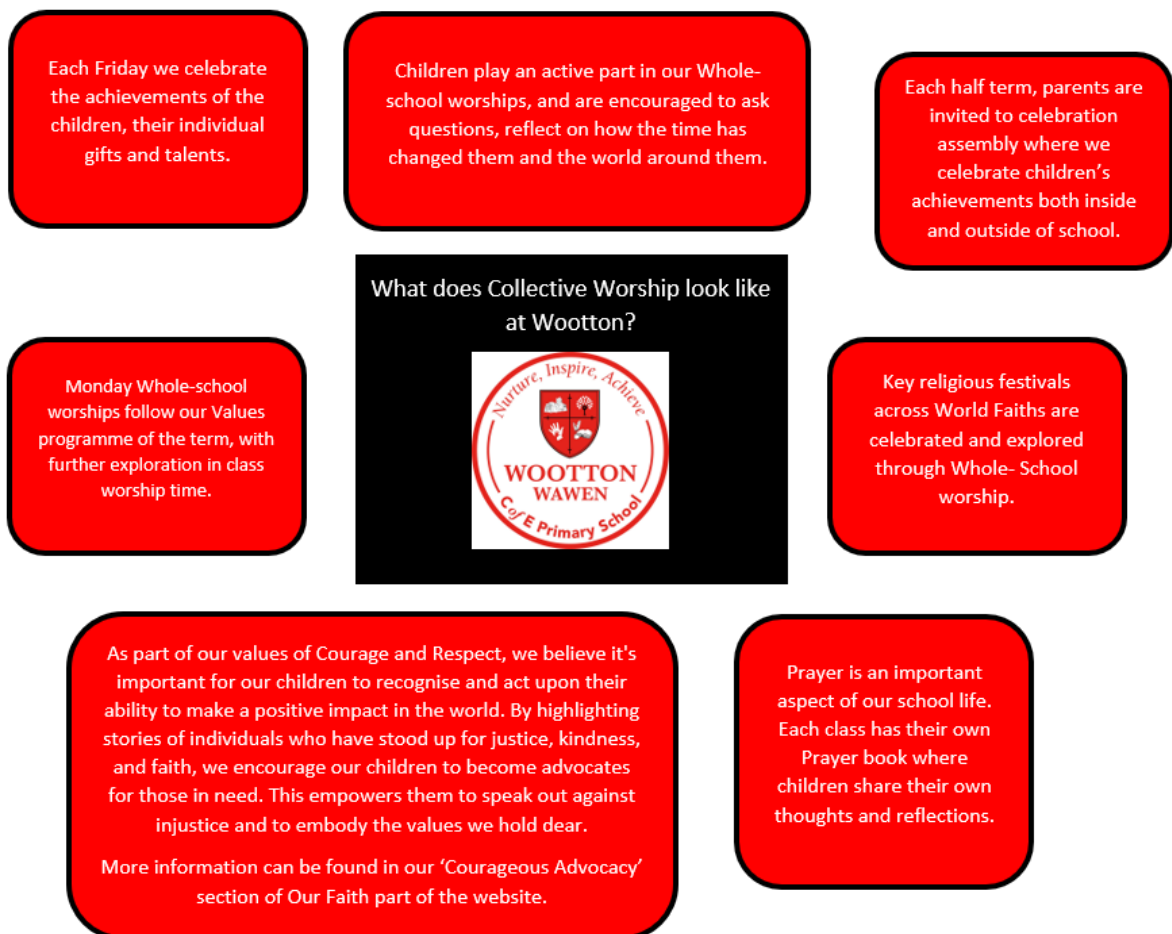 Each Friday we celebrate
the achievements of the
children, their individual
gifts and talents.
Children play an active part in our Whole-
school worships, and are encouraged to ask
questions, reflect on how the time has
changed them and the world around them.
Each half term, parents are
invited to celebration
assembly where we
celebrate children’s
achievements both inside
and outside of school.
What does Collective Worship look like
at Wootton?
Nurture, Inspire, Achieve
WOOTTON
WAWEN
C of E Primary School
Monday Whole-school
worships follow our Values
programme of the term, with
further exploration in class
worship time.
Key religious festivals
across World Faiths are
celebrated and explored
through Whole- School
worship.
As part of our values of Courage and Respect, we believe it's
important for our children to recognise and act upon their
ability to make a positive impact in the world. By highlighting
stories of individuals who have stood up for justice, kindness,
and faith, we encourage our children to become advocates
for those in need. This empowers them to speak out against
injustice and to embody the values we hold dear.
More information can be found in our ‘Courageous Advocacy’
section of Our Faith part of the website.
Prayer is an important
aspect of our school life.
Each class has their own
Prayer book where
children share their own
thoughts and reflections.